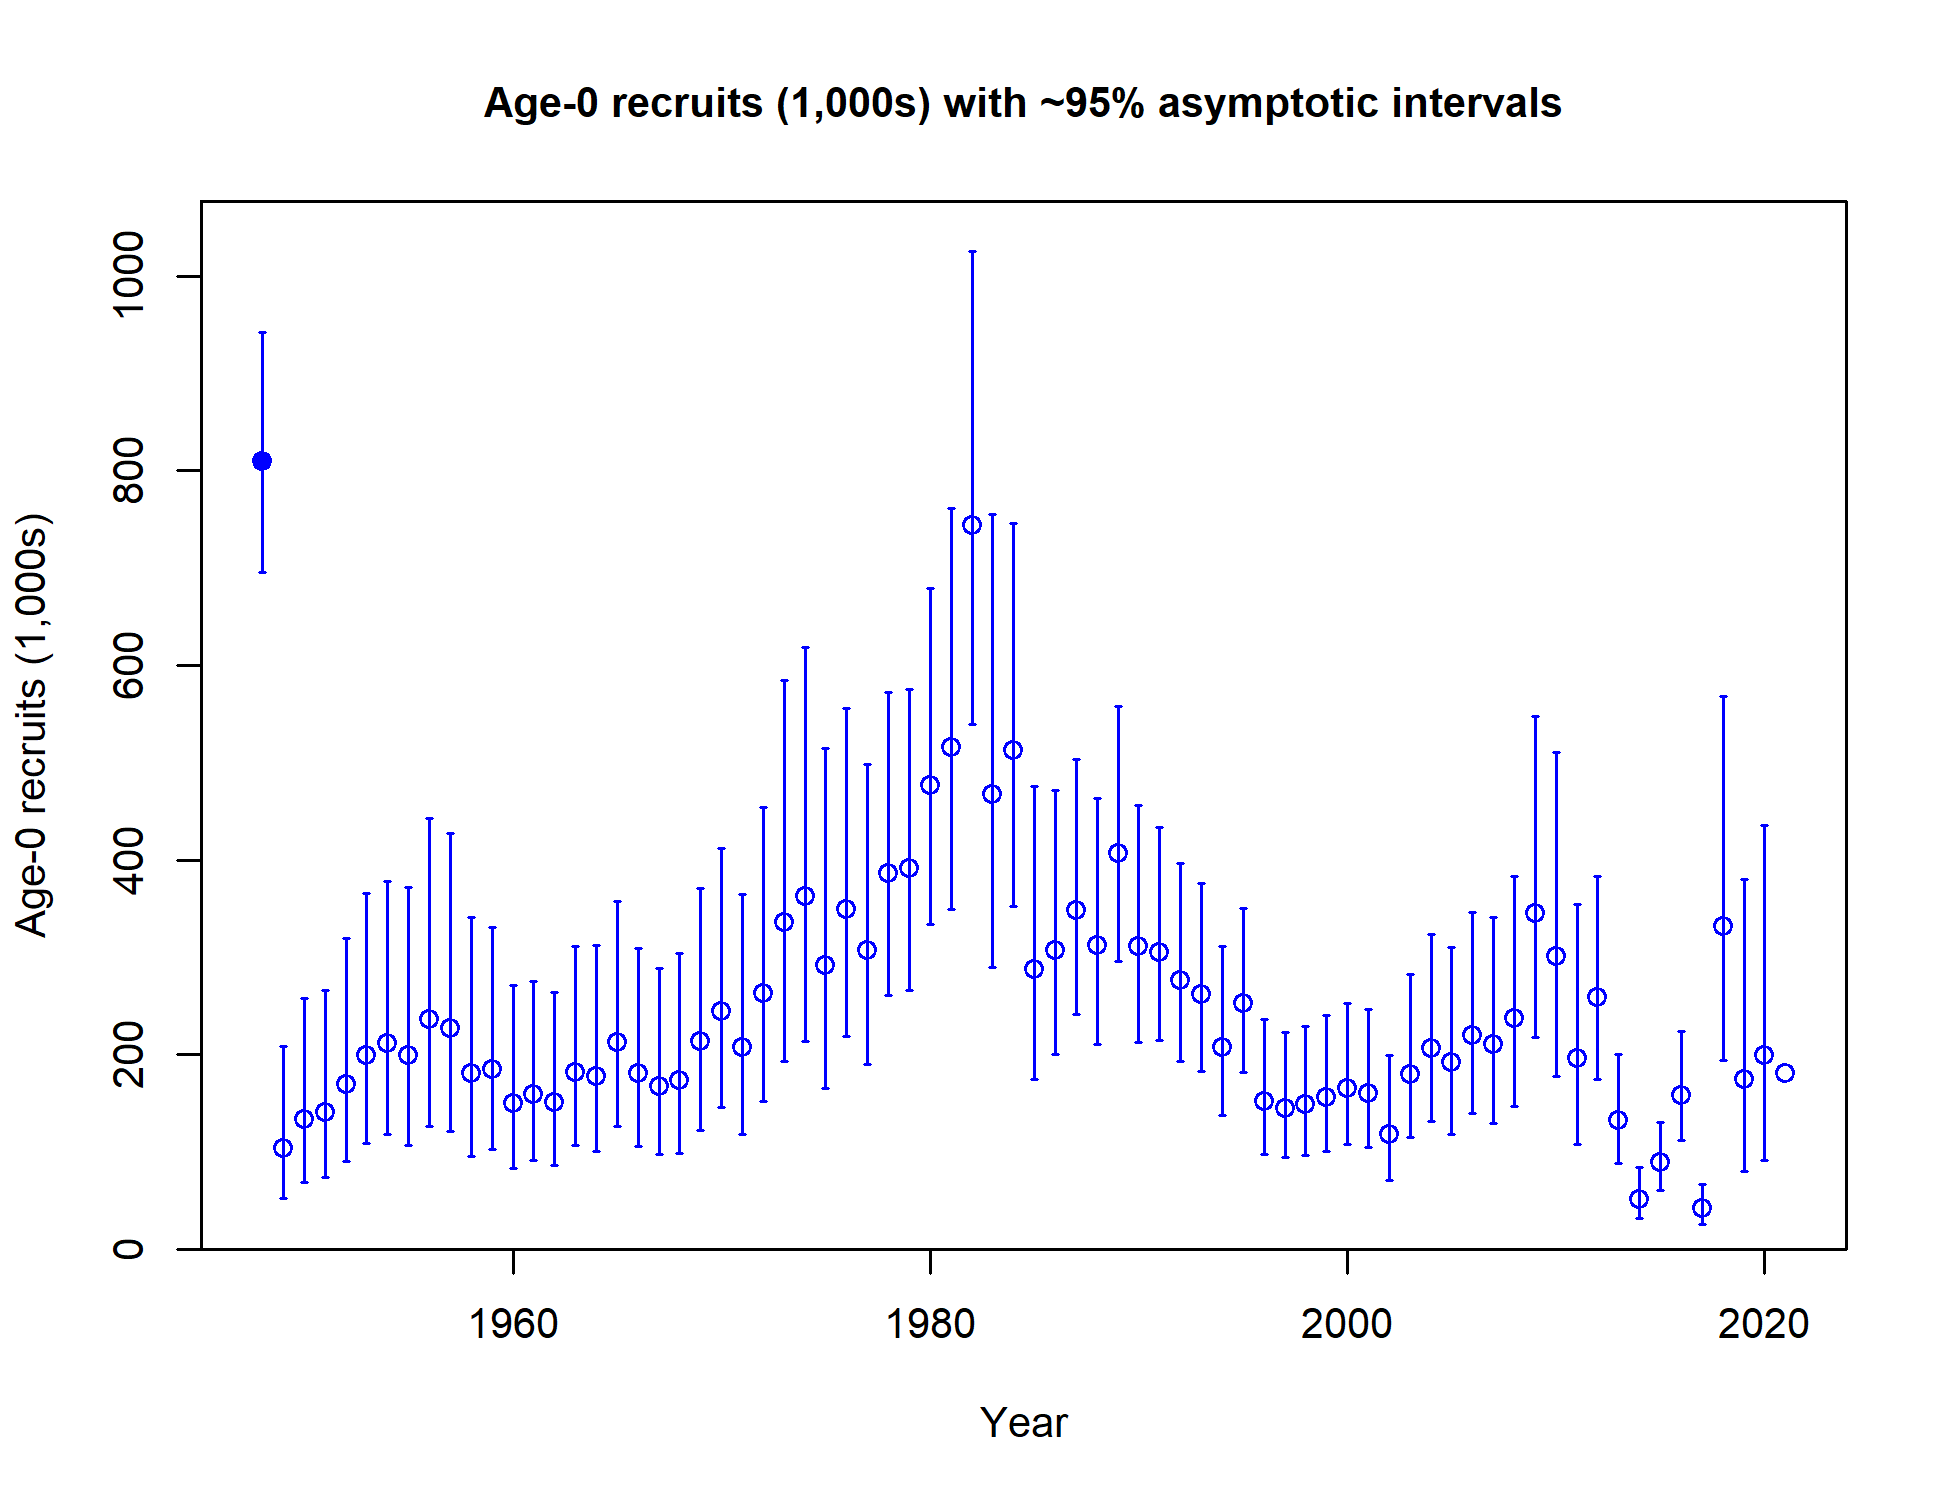 Age-0 recruits (1,000s) with ~95% asymptotic intervals
Age-0 recruits (1,000s)
1000
800
600
400
200
0
1960 1980 2000 2020
Year